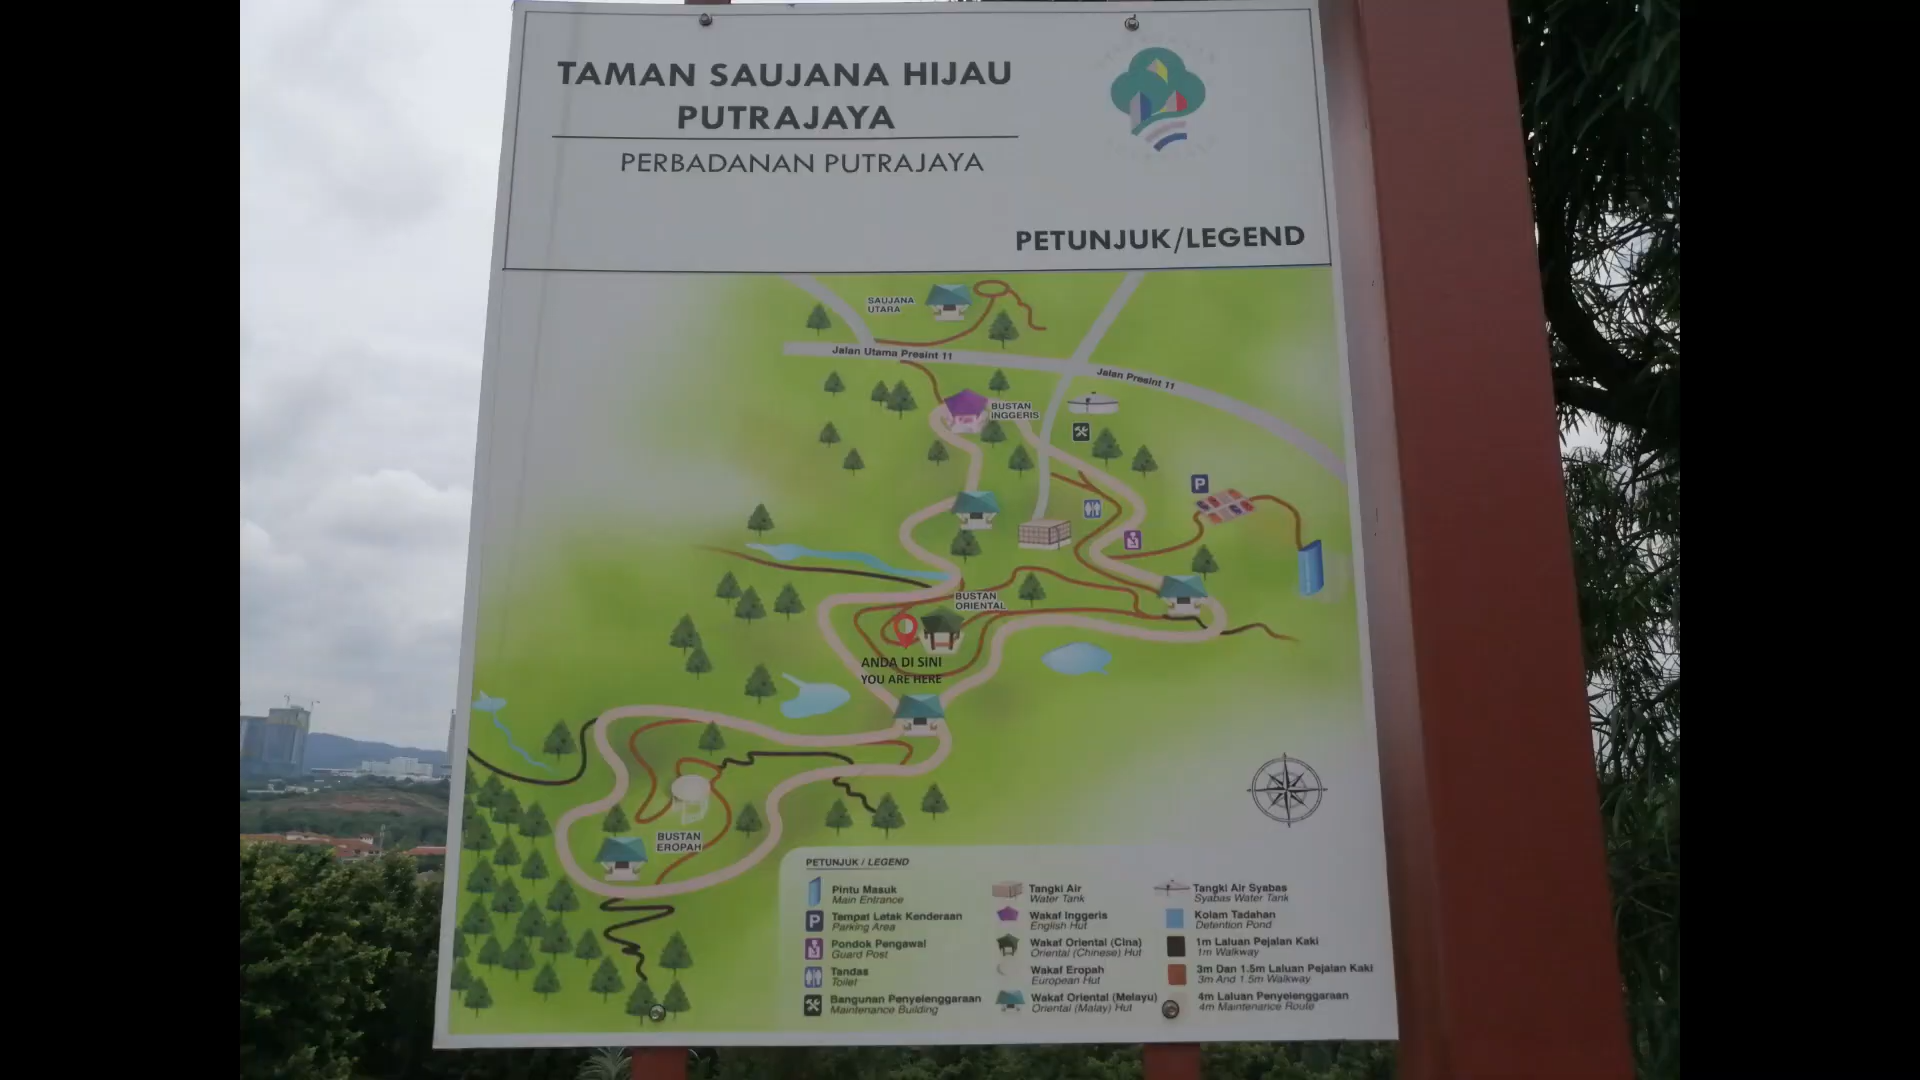 TAMAN SAUJANA HIJAU
PUTRAJAYA
PERBADANAN PUTRAJAYA
PETUNJUK/LEGEND
SAUJANA
UTARA
Jalan Utama Presint 11
Jalan Presint 11
BUSTAN
INGGERIS
P
BUSTAN
ORIENTAL
ANDA DI SINI
YOU ARE HERE
BUSTAN
EROPAH
PETUNJUK / LEGEND
Pintu Masuk
Main Entrance
P
Tempat Letak Kenderaan
Parking Area
Pondok Pengawal
Guard Post
Tandas
Toilet
Bangunan Penyelenggaraan
Maintenance Building
Tangki Air
Water Tank
Wakaf Inggeris
English Hut
Wakaf Oriental (Cina)
Oriental (Chinese) Hut
Wakaf Eropah
European Hut
Wakaf Oriental (Melayu)
Oriental (Malay) Hut
Tangki Air Syabas
Syabas Water Tank
Kolam Tadahan
Detention Pond
1m Laluan Pejalan Kaki
1m Walkway
3m Dan 1.5m Laluan Pejalan Kaki
3m And 1.5m Walkway
4m Laluan Penyelenggaraan
4m Maintenance Route